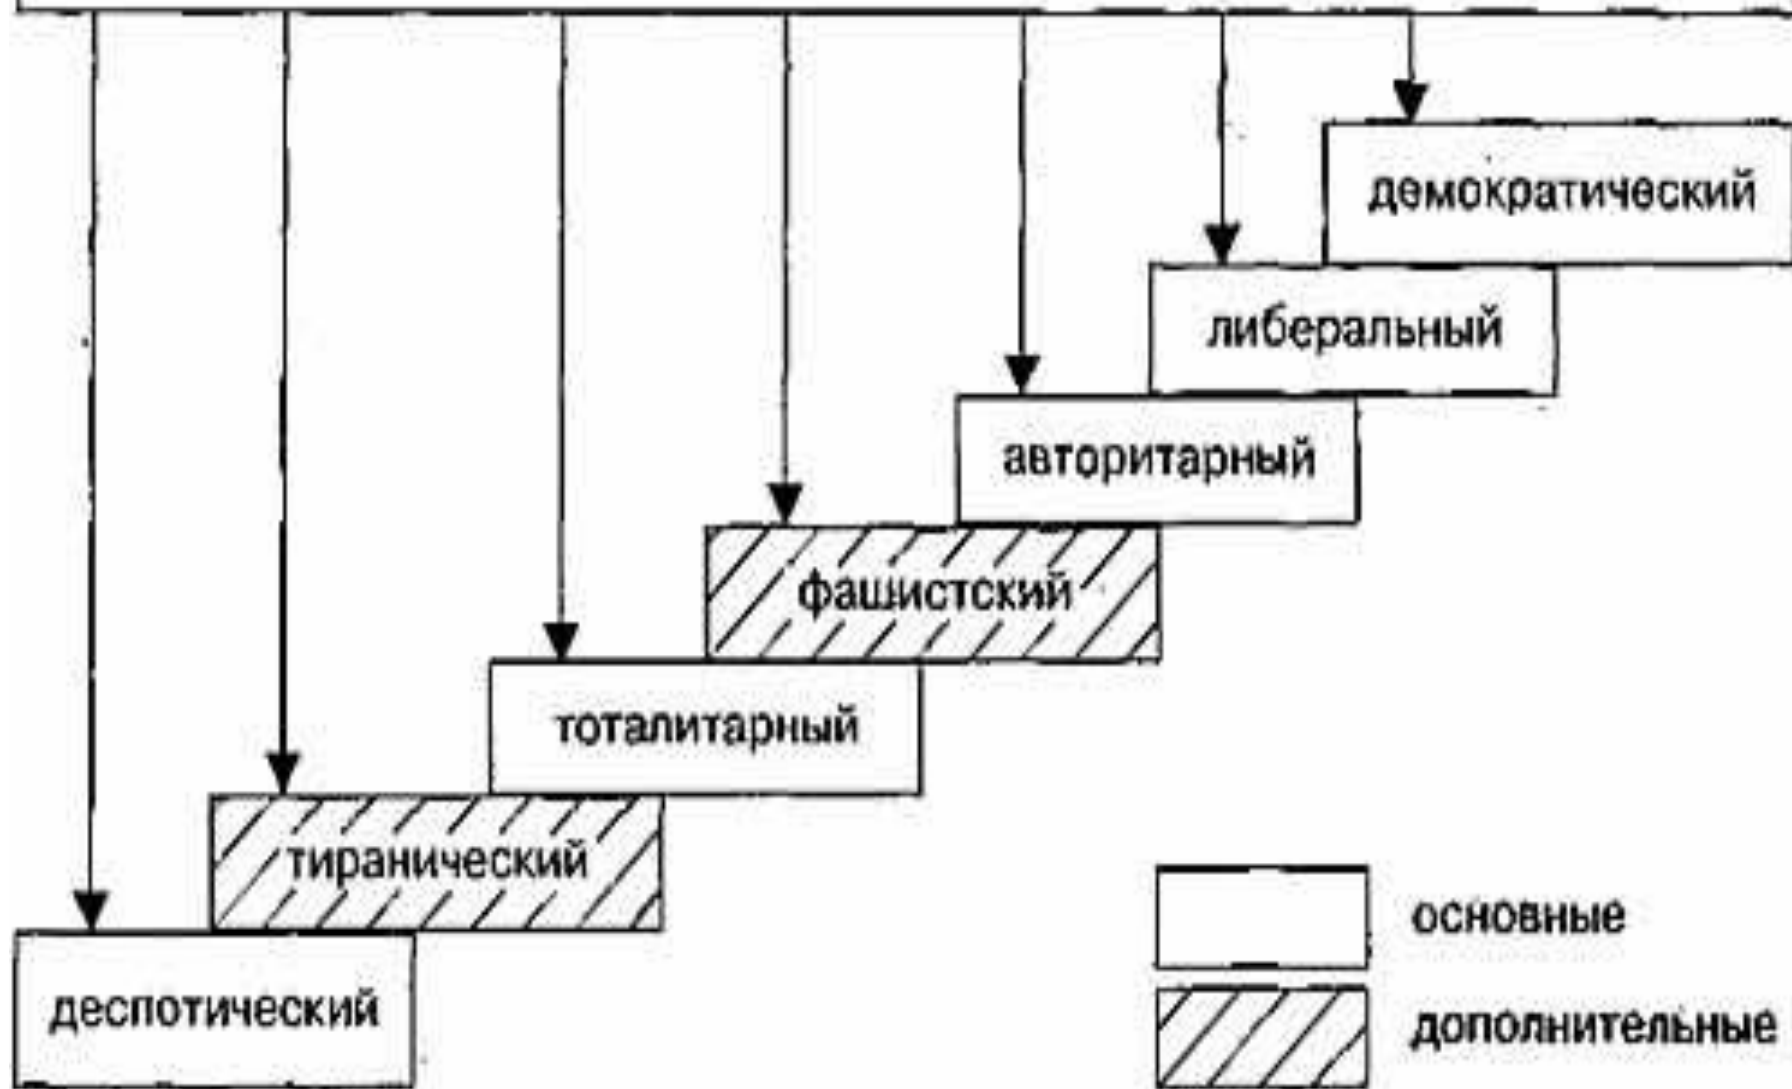 демократический
либеральный
авторитарный
фашистский
тоталитарный
тиранический
деспотический
основные
дополнительные